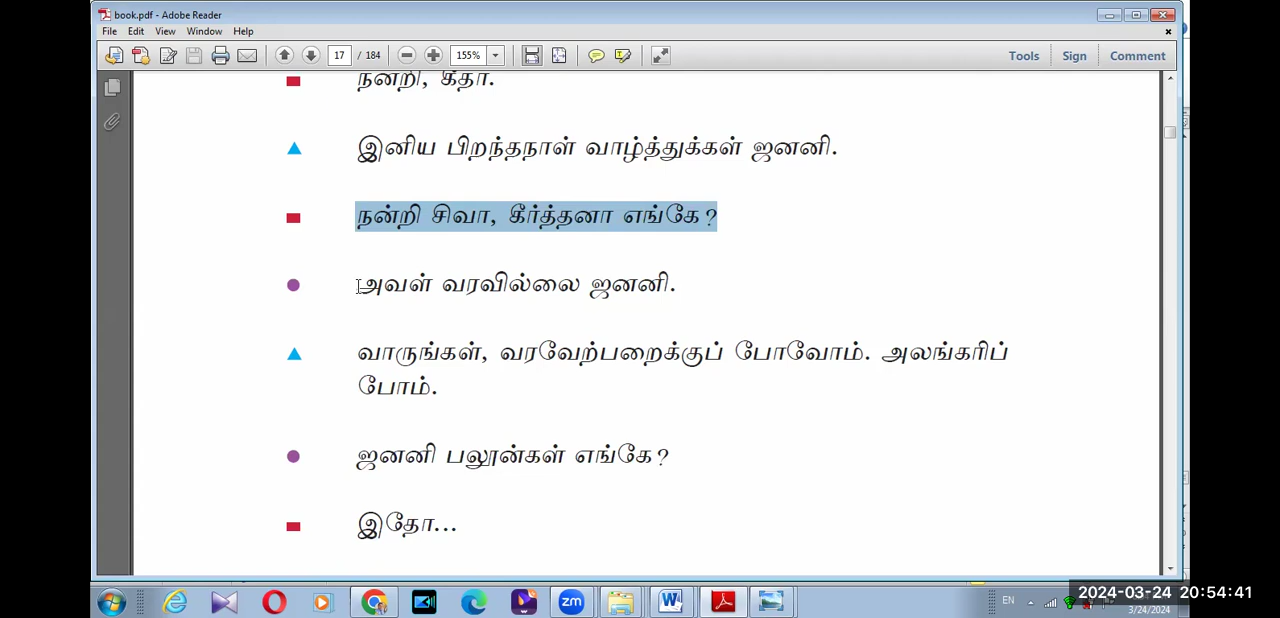 book.pdf - Adobe Reader
File Edit View Window Help
17 / 184 155% Tools Sign Comment
நன்றி, கீதா.
இனிய பிறந்தநாள் வாழ்த்துக்கள் ஜனனி.
நன்றி சிவா, கீர்த்தனா எங்கே?
அவள் வரவில்லை ஜனனி.
வாருங்கள், வரவேற்பறைக்குப் போவோம். அலங்கரிப்
போம்.
ஜனனி பலூன்கள் எங்கே?
இதோ...
EN
2024-03-24 20:54:41
3/24/2024